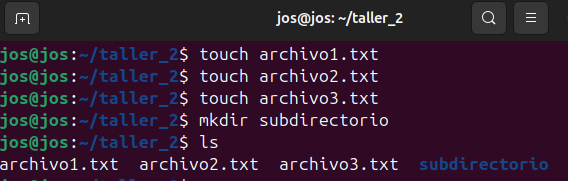 jos@jos: ~/taller_2
jos@jos:~/taller_2$ touch archivo1.txt
jos@jos:~/taller_2$ touch archivo2.txt
jos@jos:~/taller_2$ touch archivo3.txt
jos@jos:~/taller_2$ mkdir subdirectorio
jos@jos:~/taller_2$ ls
archivo1.txt  archivo2.txt  archivo3.txt  subdirectorio